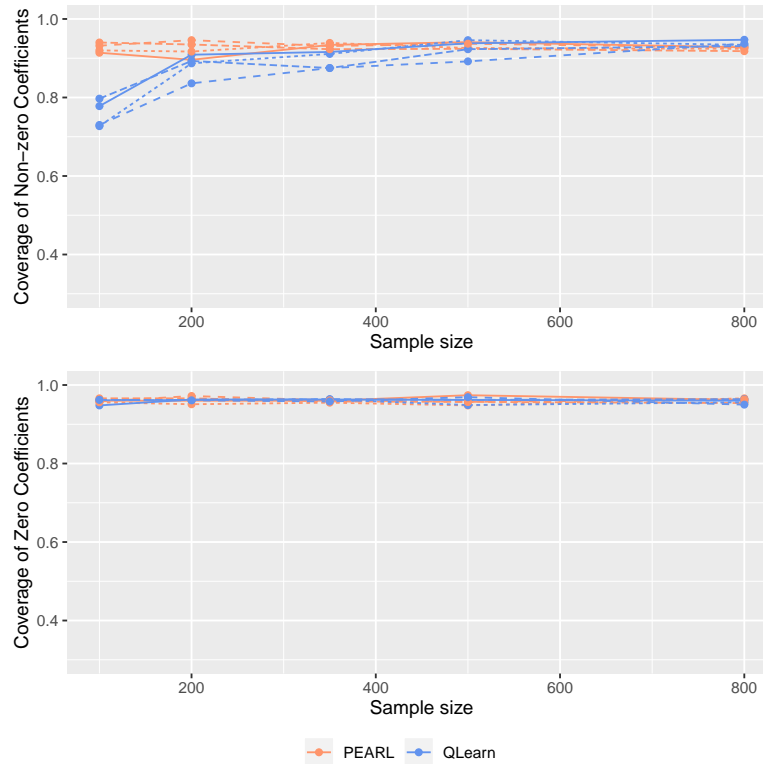 Coverage of Non−zero Coefficients
1.0
0.8
0.6
0.4
200
400
600
800
Sample size
Coverage of Zero Coefficients
1.0
0.8
0.6
0.4
200
400
600
800
Sample size
PEARL
QLearn